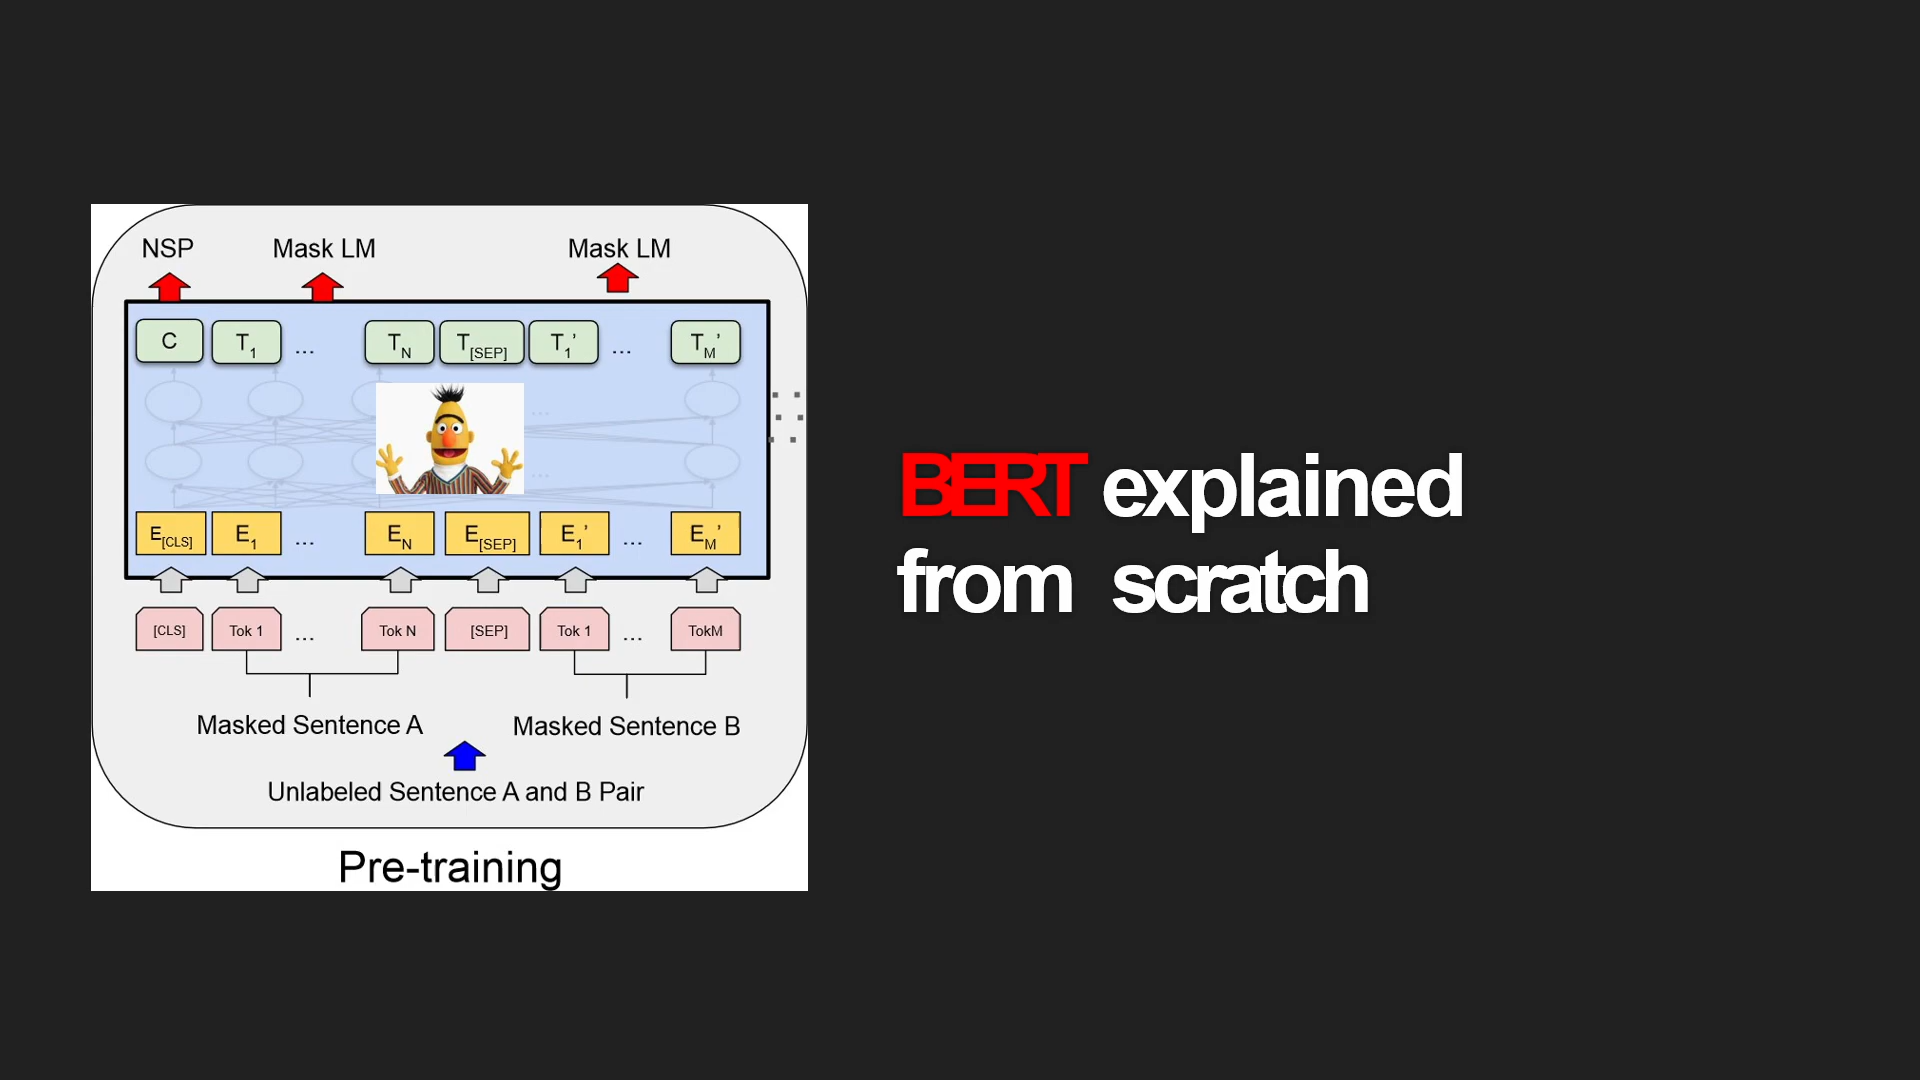 NSP Mask LM Mask LM
C T1 ... TN T[SEP] T1’ ... TM’
E[CLS] E1 ... EN E[SEP] E1’ ... EM’
[CLS] Tok 1 ... Tok N [SEP] Tok 1 ... TokM
Masked Sentence A Masked Sentence B
Unlabeled Sentence A and B Pair
Pre-training
BERT explained
from scratch